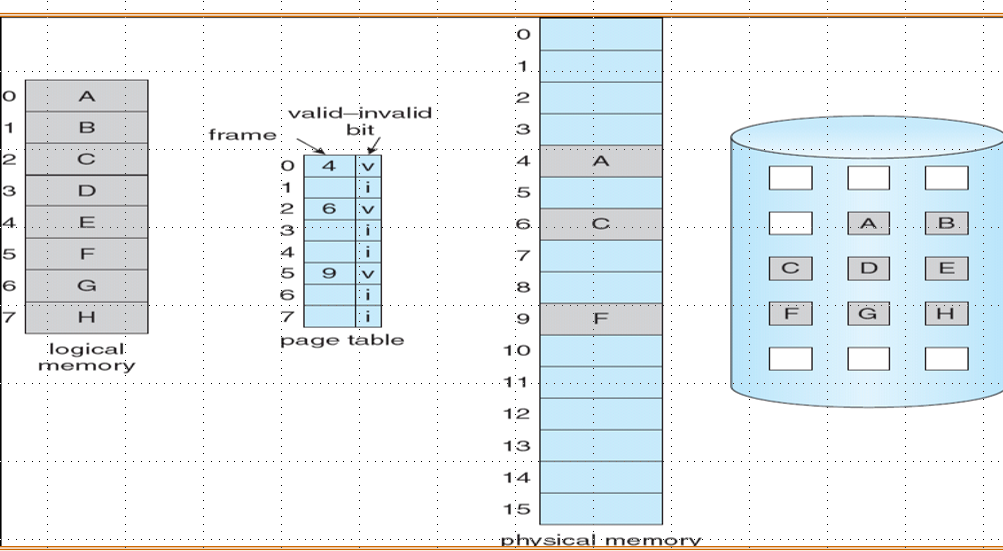 0 A
1 B
2 C
3 D
4 E
5 F
6 G
7 H
logical
memory
valid–invalid
bit
frame
0 4 v
1 i
2 6 v
3 i
4 i
5 9 v
6 i
7 i
page table
0
1
2
3
4 A
5
6 C
7
8
9 F
10
11
12
13
14
15
physical memory
A B
C D E
F G H